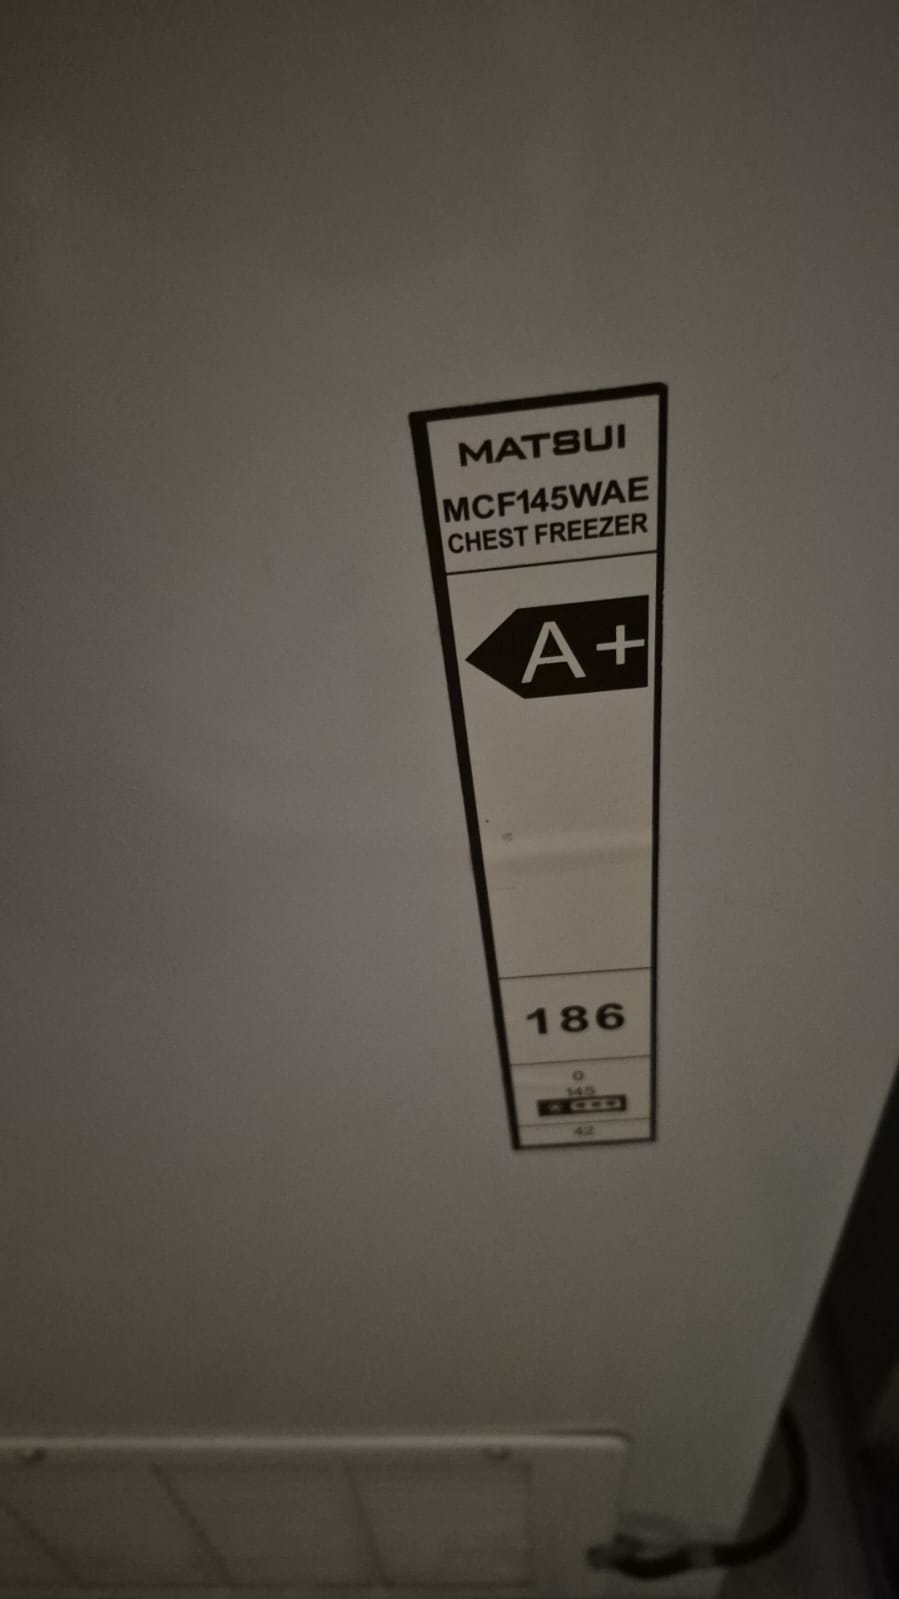 MATSUI
MCF145WAE
CHEST FREEZER
A+
186
0
145
42